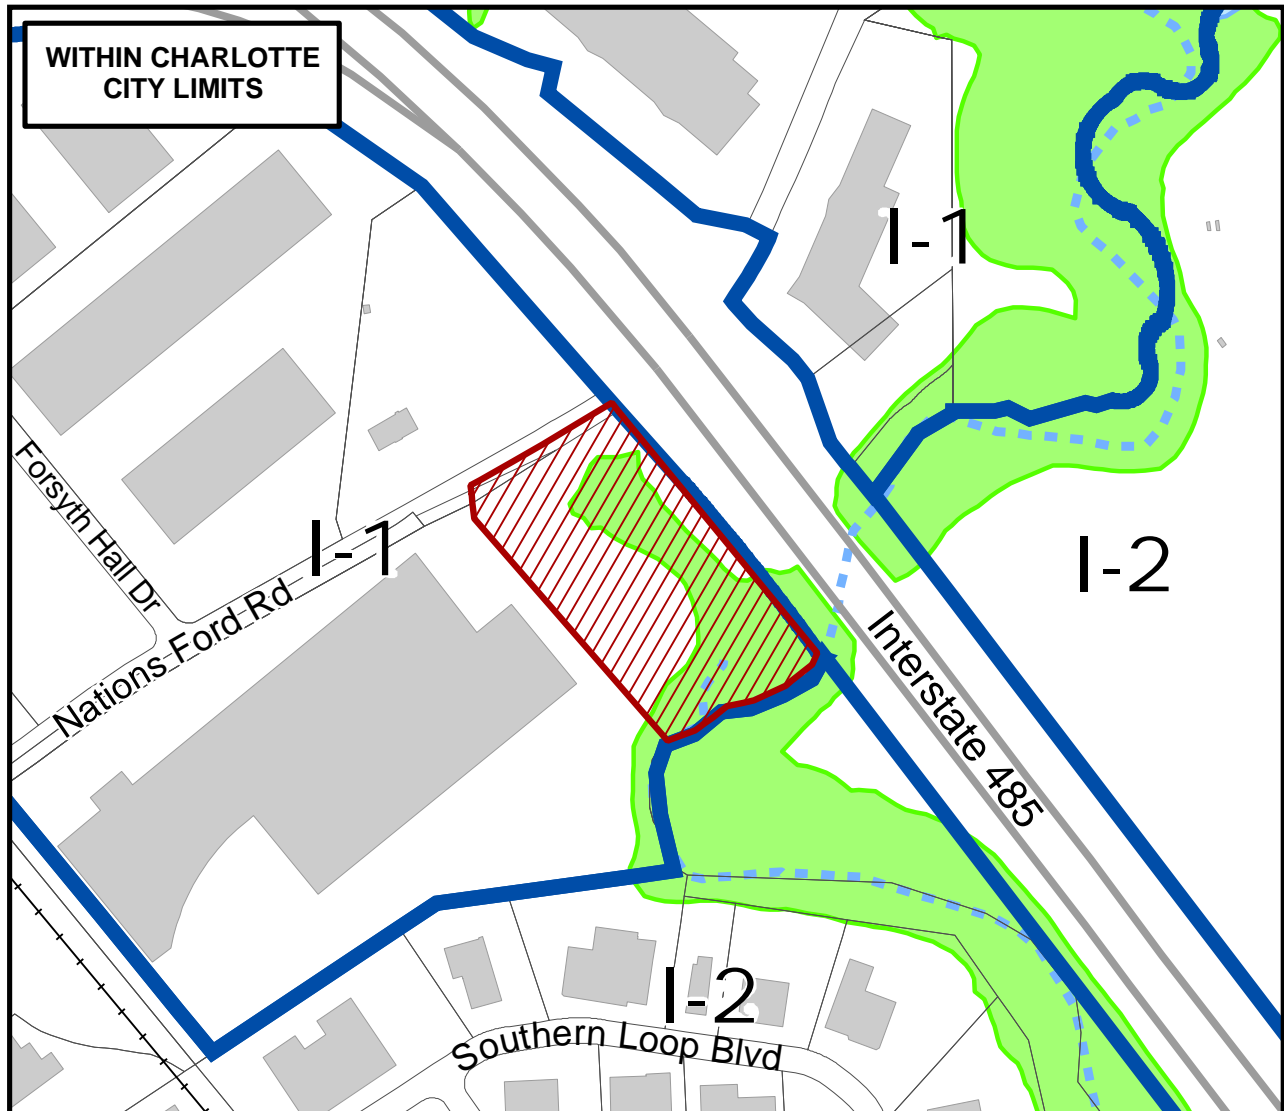 WITHIN CHARLOTTE
CITY LIMITS
I-1
Forsyth Hall Dr
I-1
I-2
Nations Ford Rd
Interstate 485
I-2
Southern Loop Blvd